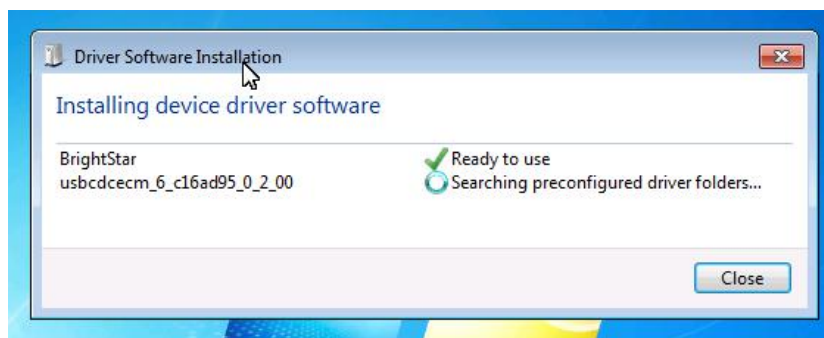 Driver Software Installation
Installing device driver software
BrightStar Ready to use
usbcdcecm_6_c16ad95_0_2_00 Searching preconfigured driver folders...
Close